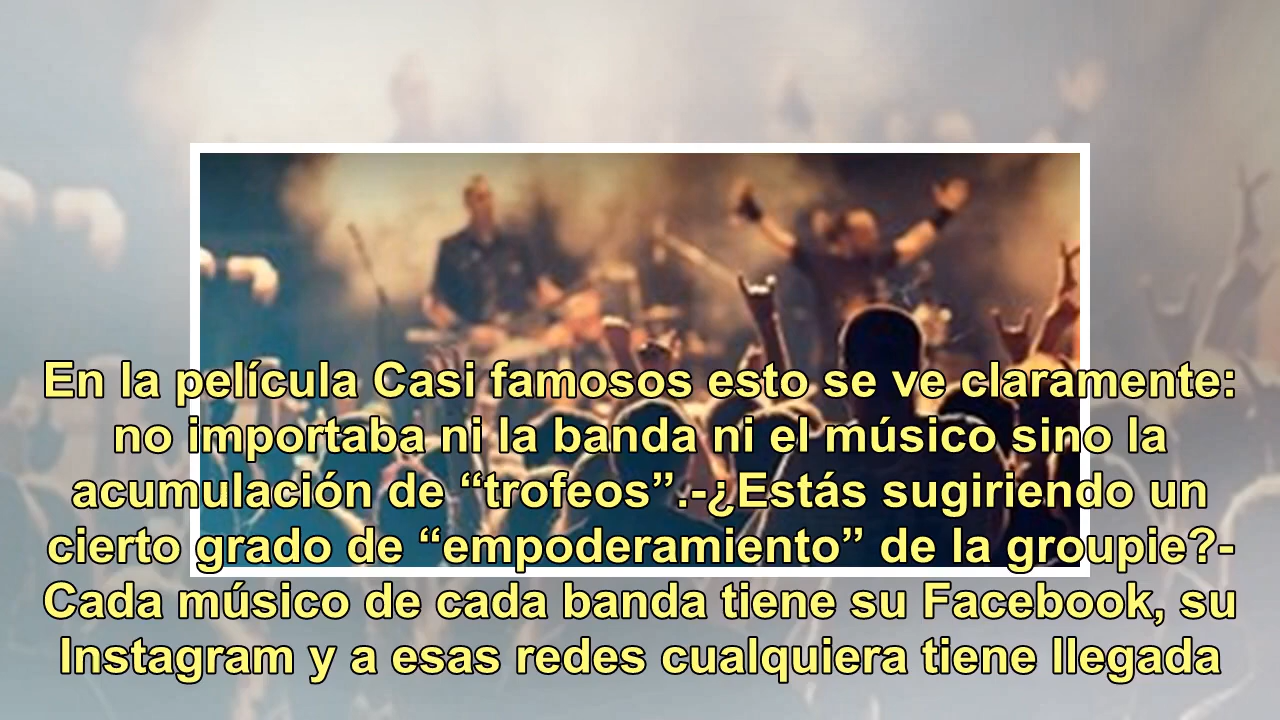 En la película Casi famosos esto se ve claramente:
no importaba ni la banda ni el músico sino la
acumulación de “trofeos”.-¿Estás sugiriendo un
cierto grado de “empoderamiento” de la groupie?-
Cada músico de cada banda tiene su Facebook, su
Instagram y a esas redes cualquiera tiene llegada